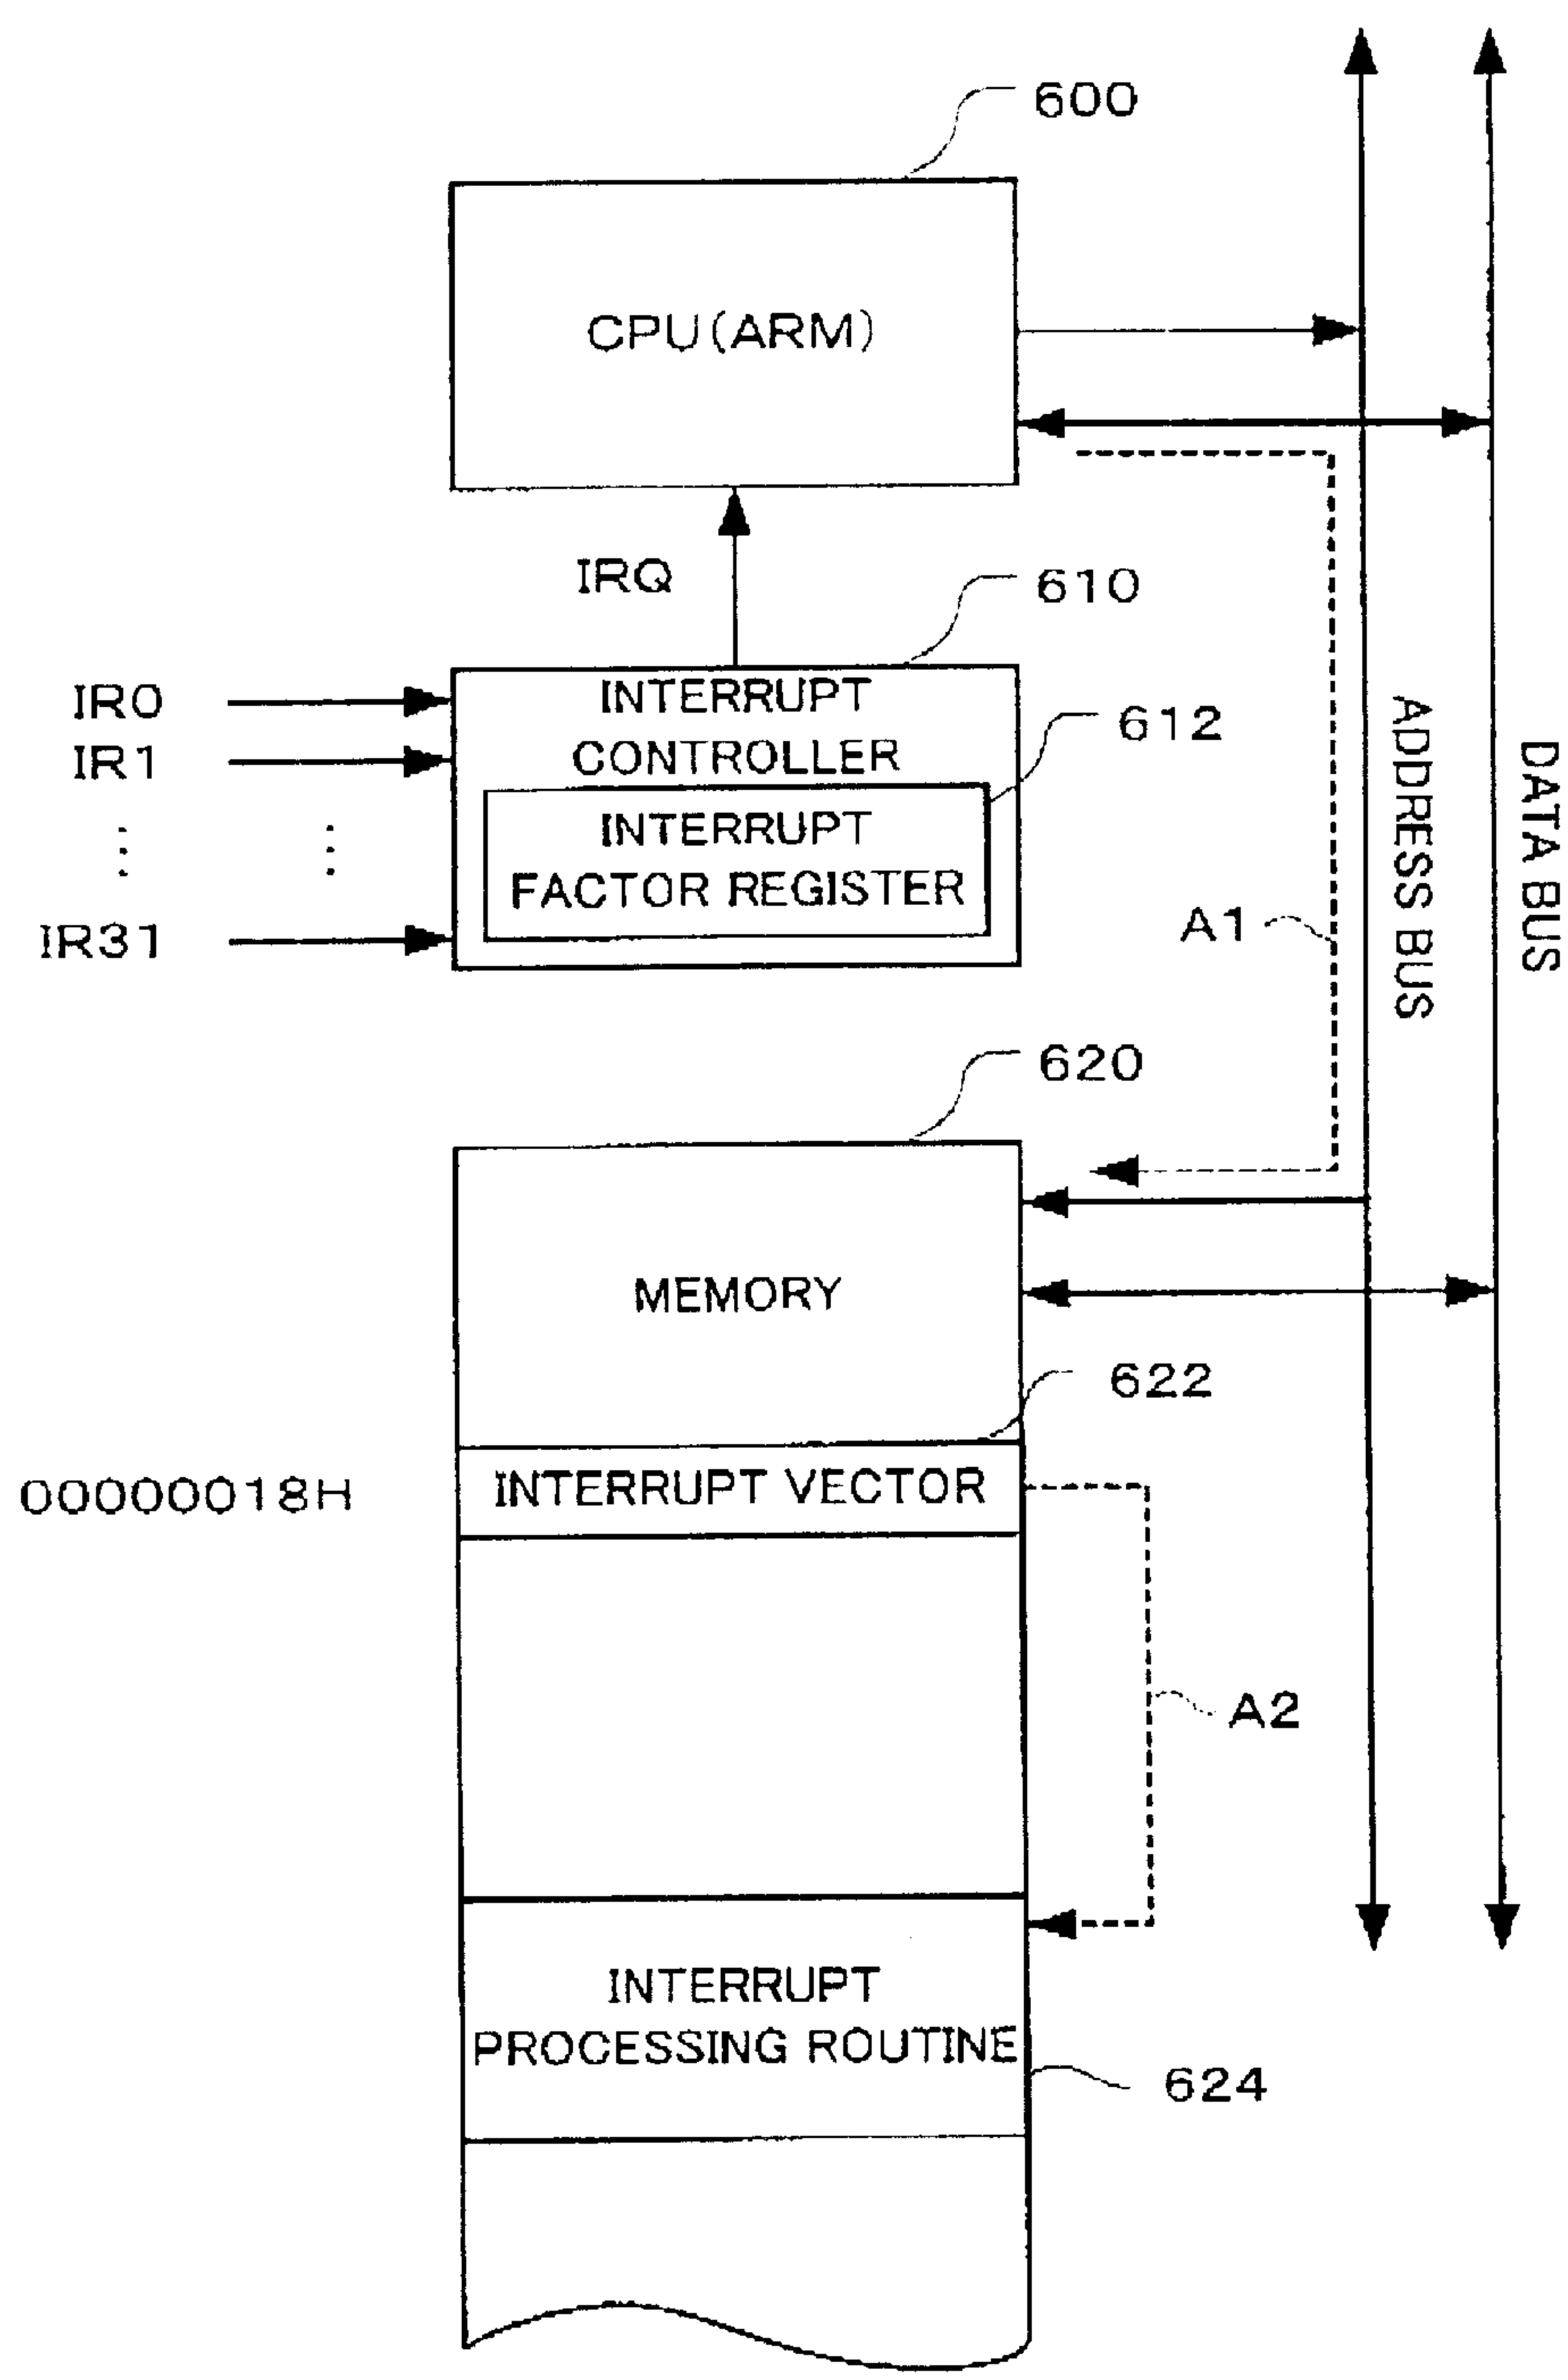 600
CPU(ARM)
IRQ
610
IR0
IR1
IR31
INTERRUPT
CONTROLLER
612
INTERRUPT
FACTOR REGISTER
A1
ADDRESS BUS
DATA BUS
620
MEMORY
622
00000018H
INTERRUPT VECTOR
A2
INTERRUPT
PROCESSING ROUTINE
624